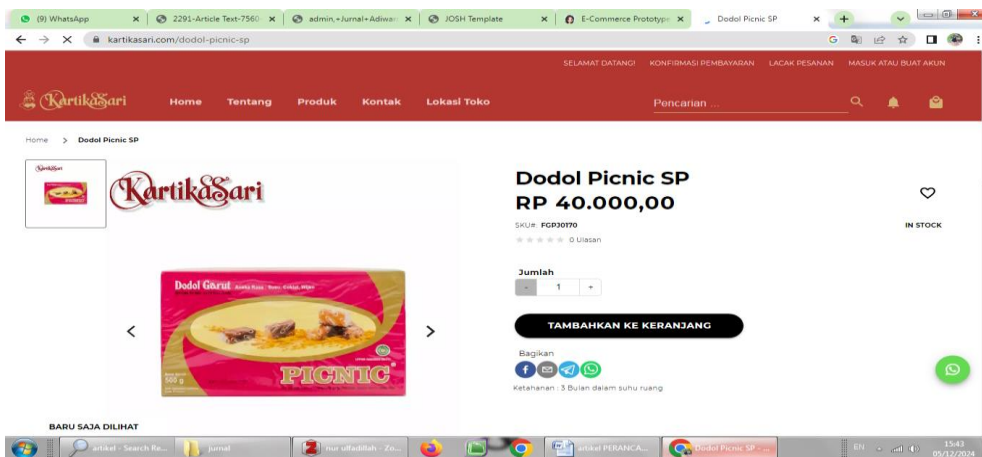 (9) WhatsApp
2291-Article Text-7560-
admin,+Jurnal+Adiwan
JOSH Template
E-Commerce Prototype
Dodol Picnic SP
kartikasari.com/dodol-picnic-sp
SELAMAT DATANG! KONFIRMASI PEMBAYARAN LACAK PESANAN MASUK ATAU BUAT AKUN
KartikaSari Home Tentang Produk Kontak Lokasi Toko Pencarian ...
Home > Dodol Picnic SP
KartikaSari
KartikaSari
Dodol Picnic SP
RP 40.000,00
SKU#: FGPJ0170 IN STOCK
0 Ulasan
Jumlah
- 1 +
Dodol Garut
PICNIC
500 g
TAMBAHKAN KE KERANJANG
Bagikan
Ketahanan : 3 Bulan dalam suhu ruang
BARU SAJA DILIHAT
artikel - Search Re...
jurnal
nur ulfadillah - Zo...
artikel PERANCA...
Dodol Picnic SP - ...
EN
15:43
05/12/2024